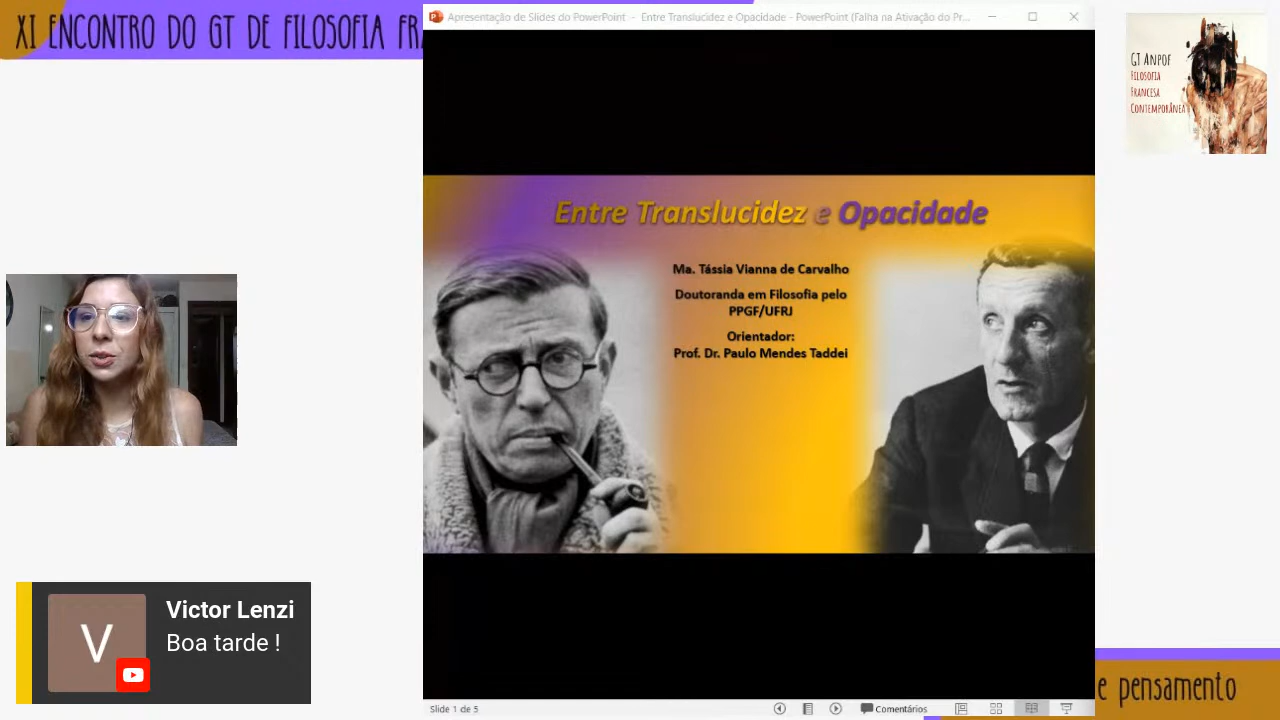 XI ENCONTRO DO GT DE FILOSOFIA FRA
Apresentação de Slides do PowerPoint - Entre Translucidez e Opacidade - PowerPoint (Falha na Ativação do Pr...
GT ANPOF
FILOSOFIA
FRANCESA
CONTEMPORÂNEA
Entre Translucidez e Opacidade
Ma. Tássia Vianna de Carvalho
Doutoranda em Filosofia pelo
PPGF/UFRJ
Orientador:
Prof. Dr. Paulo Mendes Taddei
V
Victor Lenzi
Boa tarde !
e pensamento
Slide 1 de 5
Comentários